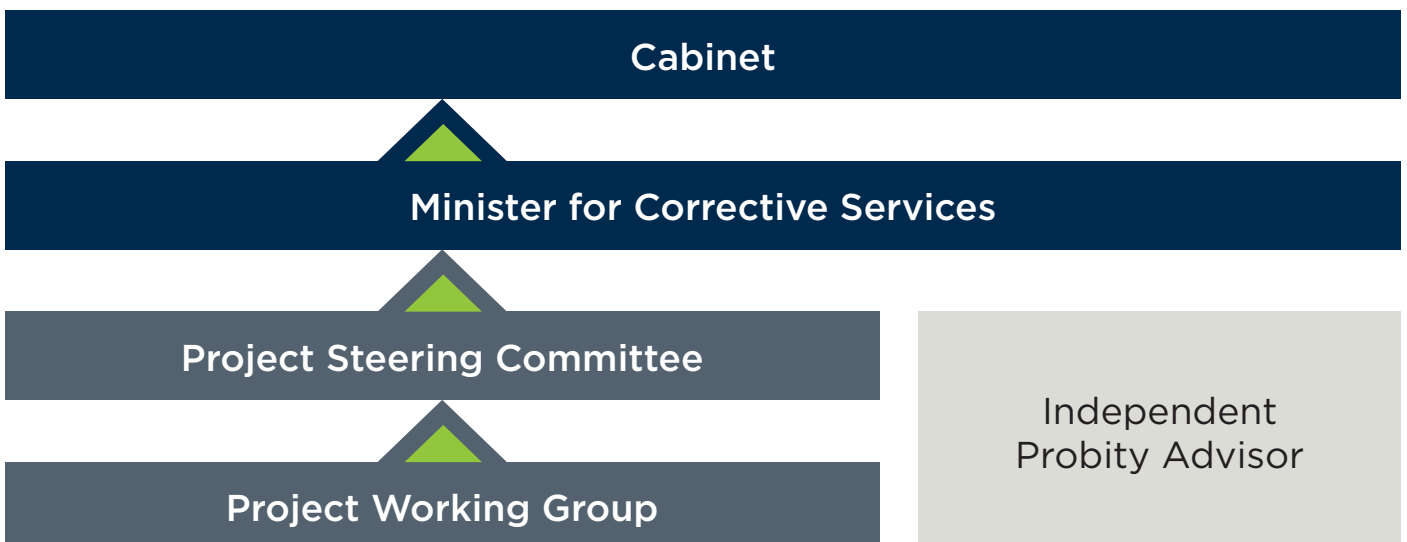 Cabinet
Minister for Corrective Services
Project Steering Committee
Project Working Group
Independent
Probity Advisor